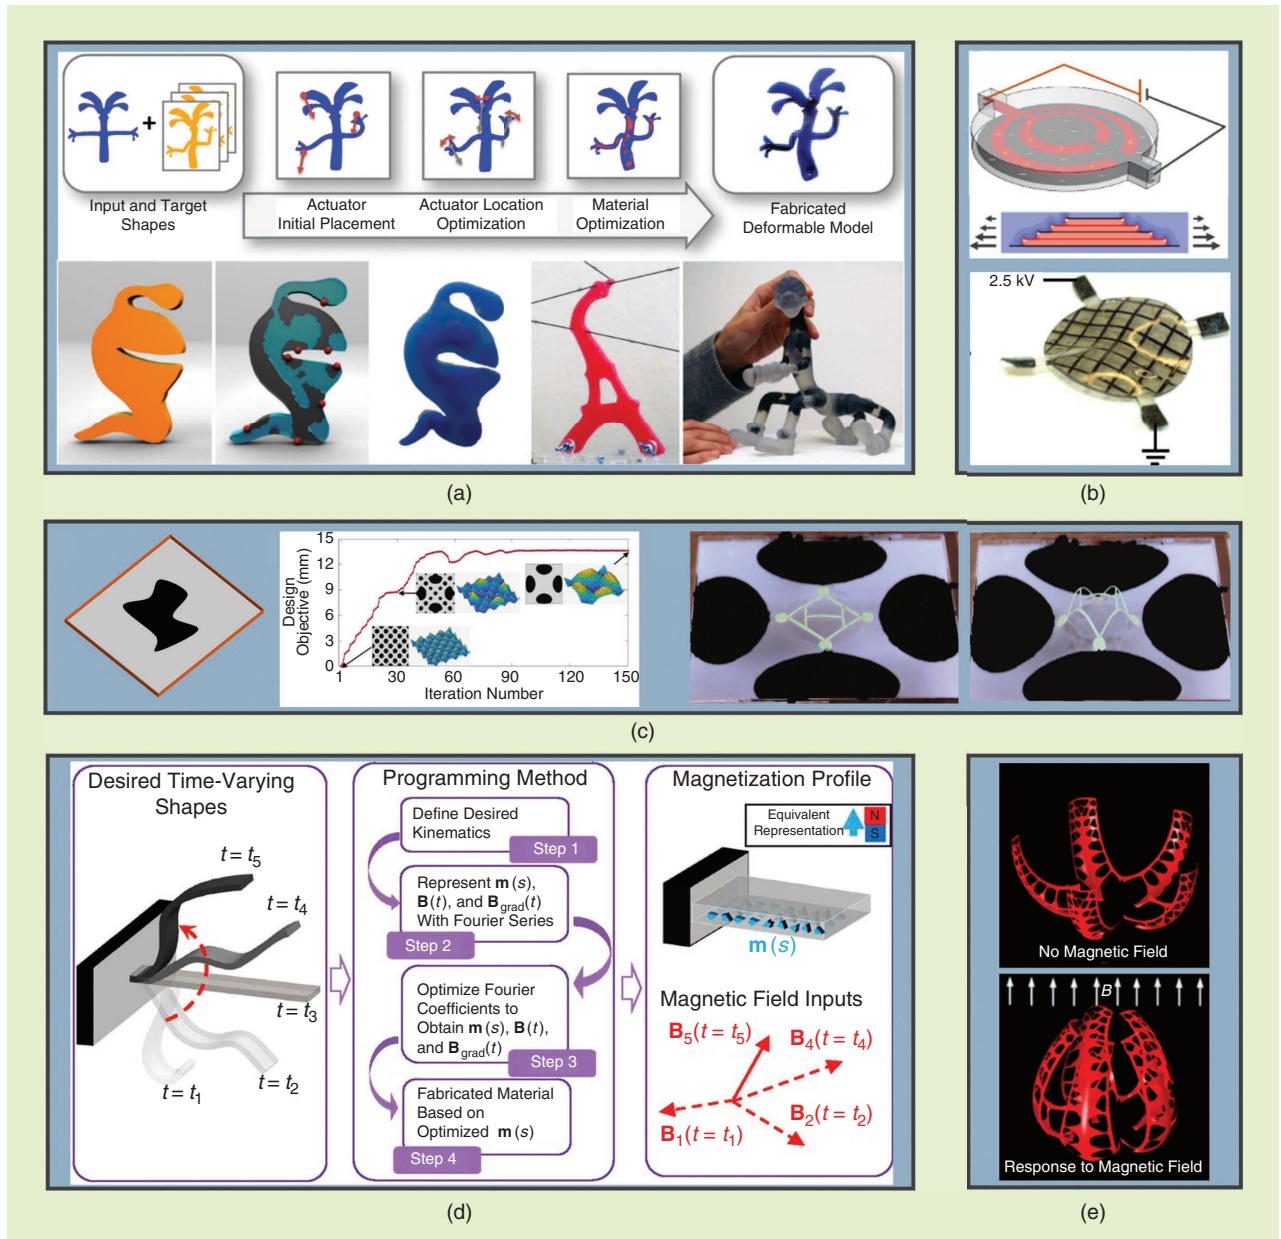 +
Input and Target
Shapes
Actuator
Initial Placement
Actuator Location
Optimization
Material
Optimization
Fabricated
Deformable Model
(a)
2.5 kV
(b)
Design
Objective (mm)
15
12
9
6
3
0
1
30
60
90
120
150
Iteration Number
(c)
Desired Time-Varying
Shapes
t = t5
t = t4
t = t3
t = t2
t = t1
Programming Method
Define Desired
Kinematics
Step 1
Represent m(s),
B(t), and Bgrad(t)
With Fourier Series
Step 2
Optimize Fourier
Coefficients to
Obtain m(s), B(t),
and Bgrad(t)
Step 3
Fabricated Material
Based on
Optimized m(s)
Step 4
Magnetization Profile
Equivalent
Representation
N
S
m(s)
Magnetic Field Inputs
B5(t = t5)
B4(t = t4)
B2(t = t2)
B1(t = t1)
(d)
No Magnetic Field
B
Response to Magnetic Field
(e)